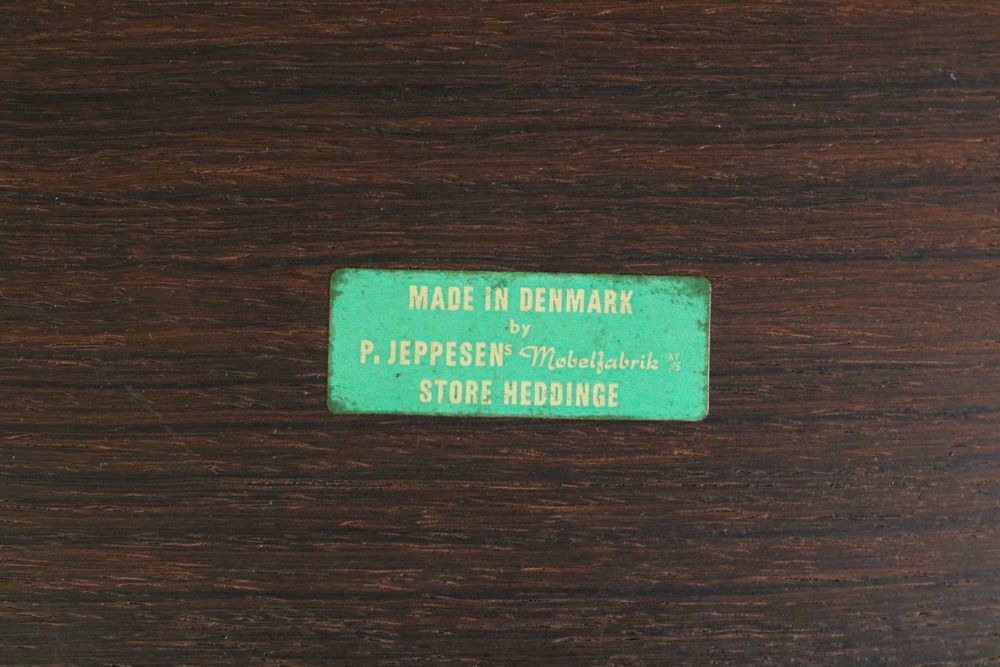 MADE IN DENMARK
by
P. JEPPESENs Møbelfabrik A/S
STORE HEDDINGE